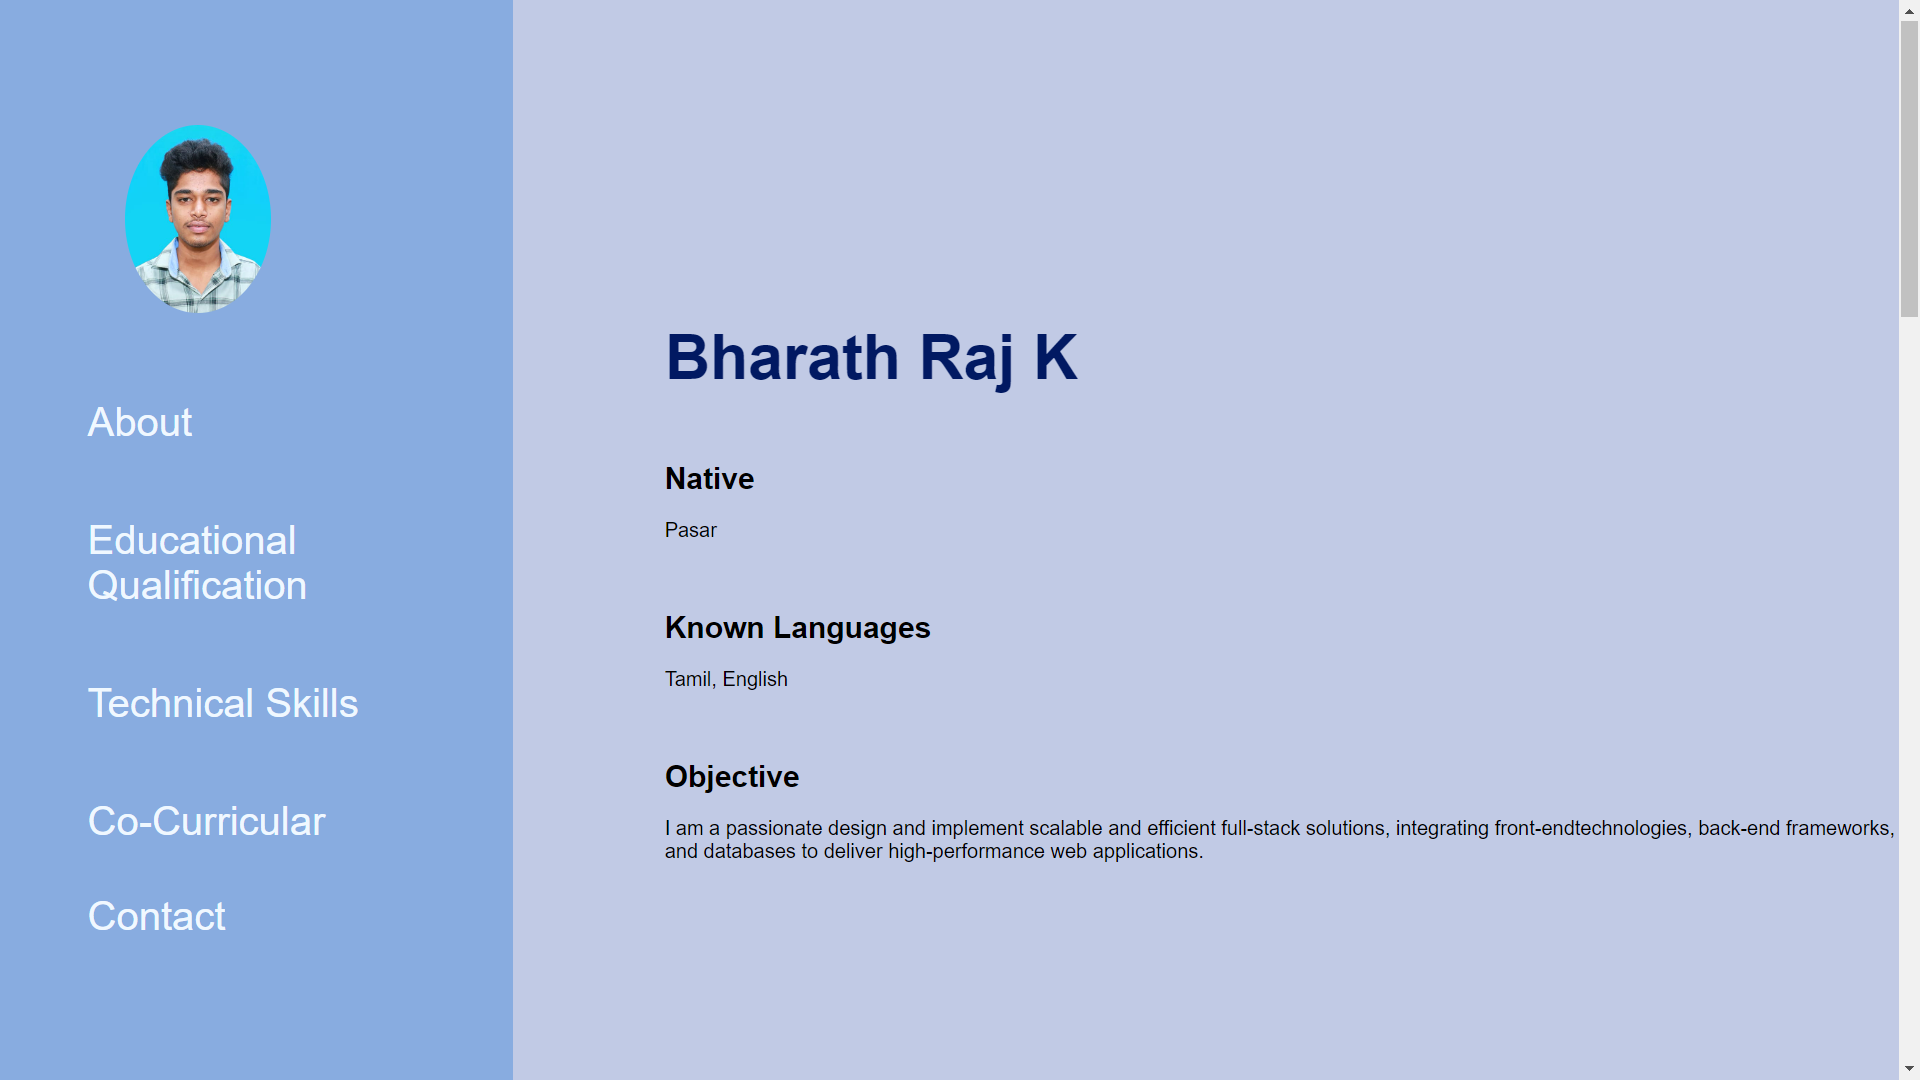 About
Educational
Qualification
Technical Skills
Co-Curricular
Contact
Bharath Raj K
Native
Pasar
Known Languages
Tamil, English
Objective
I am a passionate design and implement scalable and efficient full-stack solutions, integrating front-endtechnologies, back-end frameworks,
and databases to deliver high-performance web applications.